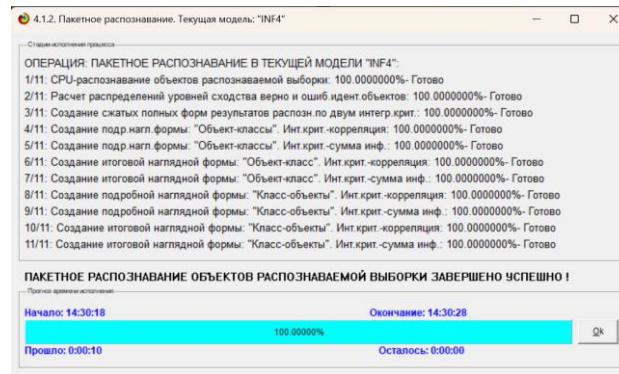 4.1.2. Пакетное распознавание. Текущая модель: "INF4"
Стадии исполнения процесса
ОПЕРАЦИЯ: ПАКЕТНОЕ РАСПОЗНАВАНИЕ В ТЕКУЩЕЙ МОДЕЛИ "INF4":
1/11: CPU-распознавание объектов распознаваемой выборки: 100.0000000%- Готово
2/11: Расчет распределений уровней сходства верно и ошиб.идент.объектов: 100.0000000%- Готово
3/11: Создание сжатых полных форм результатов распозн.по двум интегр.крит.: 100.0000000%- Готово
4/11: Создание подр.нагл.формы: "Объект-классы". Инт.крит.-корреляция: 100.0000000%- Готово
5/11: Создание подр.нагл.формы: "Объект-классы". Инт.крит.-сумма инф.: 100.0000000%- Готово
6/11: Создание итоговой наглядной формы: "Объект-класс". Инт.крит.-корреляция: 100.0000000%- Готово
7/11: Создание итоговой наглядной формы: "Объект-класс". Инт.крит.-сумма инф.: 100.0000000%- Готово
8/11: Создание подробной наглядной формы: "Класс-объекты". Инт.крит.-корреляция: 100.0000000%- Готово
9/11: Создание подробной наглядной формы: "Класс-объекты". Инт.крит.-сумма инф.: 100.0000000%- Готово
10/11: Создание итоговой наглядной формы: "Класс-объекты". Инт.крит.-корреляция: 100.0000000%- Готово
11/11: Создание итоговой наглядной формы: "Класс-объекты". Инт.крит.-сумма инф.: 100.0000000%- Готово
ПАКЕТНОЕ РАСПОЗНАВАНИЕ ОБЪЕКТОВ РАСПОЗНАВАЕМОЙ ВЫБОРКИ ЗАВЕРШЕНО УСПЕШНО !
Прогноз времени исполнения
Начало: 14:30:18 Окончание: 14:30:28
100.00000% Ok
Прошло: 0:00:10 Осталось: 0:00:00